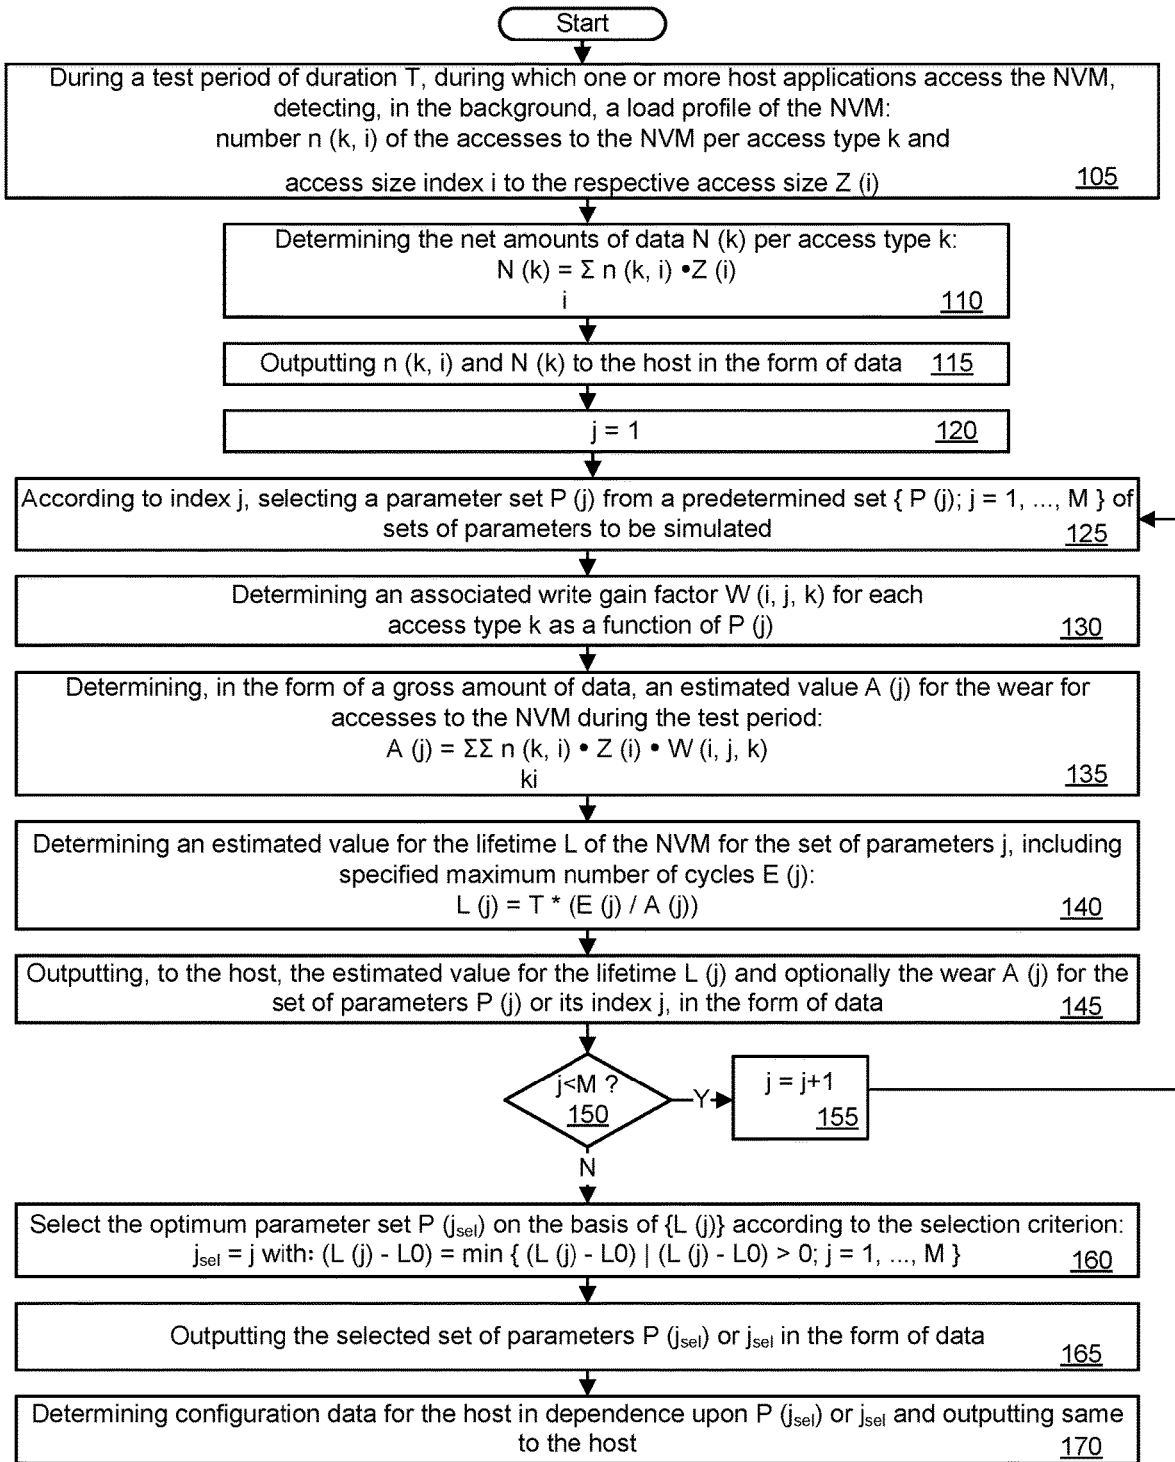 Start
During a test period of duration T, during which one or more host applications access the NVM,
detecting, in the background, a load profile of the NVM:
number n (k, i) of the accesses to the NVM per access type k and
access size index i to the respective access size Z (i)
105
Determining the net amounts of data N (k) per access type k:
N (k) = Σ n (k, i) •Z (i)
i
110
Outputting n (k, i) and N (k) to the host in the form of data 115
j = 1 120
According to index j, selecting a parameter set P (j) from a predetermined set { P (j); j = 1, ..., M } of
sets of parameters to be simulated
125
Determining an associated write gain factor W (i, j, k) for each
access type k as a function of P (j)
130
Determining, in the form of a gross amount of data, an estimated value A (j) for the wear for
accesses to the NVM during the test period:
A (j) = ΣΣ n (k, i) • Z (i) • W (i, j, k)
ki
135
Determining an estimated value for the lifetime L of the NVM for the set of parameters j, including
specified maximum number of cycles E (j):
L (j) = T * (E (j) / A (j))
140
Outputting, to the host, the estimated value for the lifetime L (j) and optionally the wear A (j) for the
set of parameters P (j) or its index j, in the form of data
145
j<M ?
150
Y
j = j+1
155
N
Select the optimum parameter set P (jsel) on the basis of {L (j)} according to the selection criterion:
jsel = j with: (L (j) - L0) = min { (L (j) - L0) | (L (j) - L0) > 0; j = 1, ..., M }
160
Outputting the selected set of parameters P (jsel) or jsel in the form of data
165
Determining configuration data for the host in dependence upon P (jsel) or jsel and outputting same
to the host
170